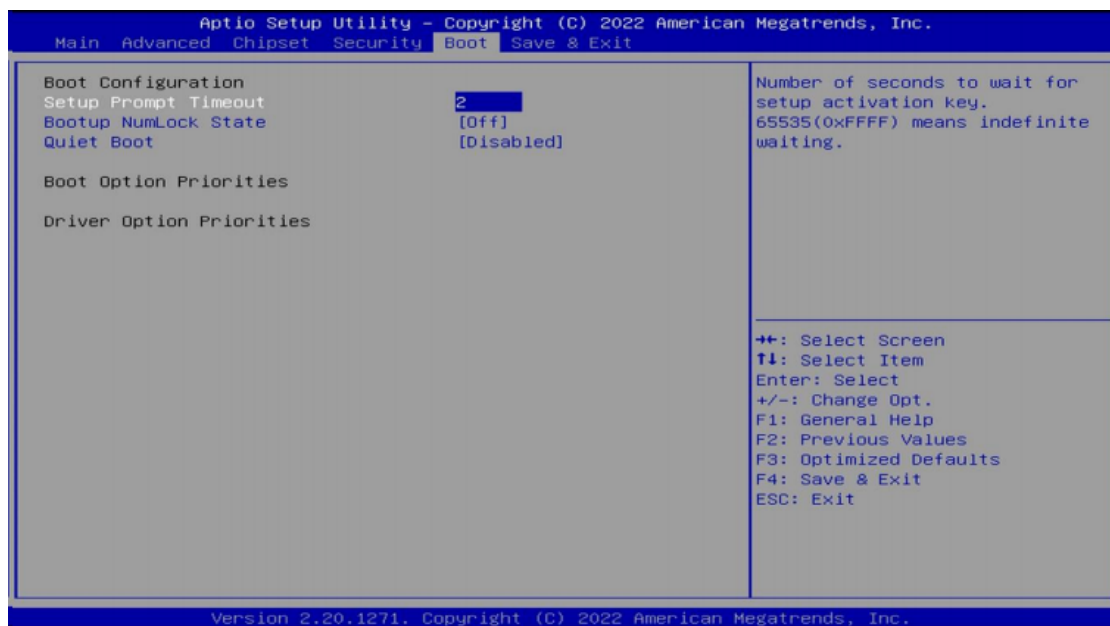 Aptio Setup Utility – Copyright (C) 2022 American Megatrends, Inc.
Main Advanced Chipset Security Boot Save & Exit
Boot Configuration
Setup Prompt Timeout 2
Bootup NumLock State [Off]
Quiet Boot [Disabled]
Boot Option Priorities
Driver Option Priorities
Number of seconds to wait for
setup activation key.
65535(0xFFFF) means indefinite
waiting.
→←: Select Screen
↑↓: Select Item
Enter: Select
+/-: Change Opt.
F1: General Help
F2: Previous Values
F3: Optimized Defaults
F4: Save & Exit
ESC: Exit
Version 2.20.1271. Copyright (C) 2022 American Megatrends, Inc.